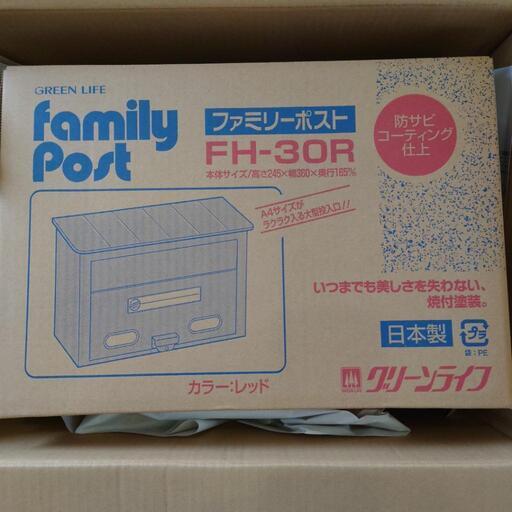 GREEN LIFE
family
Post
ファミリーポスト
FH-30R
本体サイズ/高さ245×幅360×奥行165%
A4サイズが
ラクラク入る大型投入口!!
防サビ
コーティング
仕上
いつまでも美しさを失わない、
焼付塗装。
日本製
プラ
袋:PE
カラー:レッド
グリーンライフ